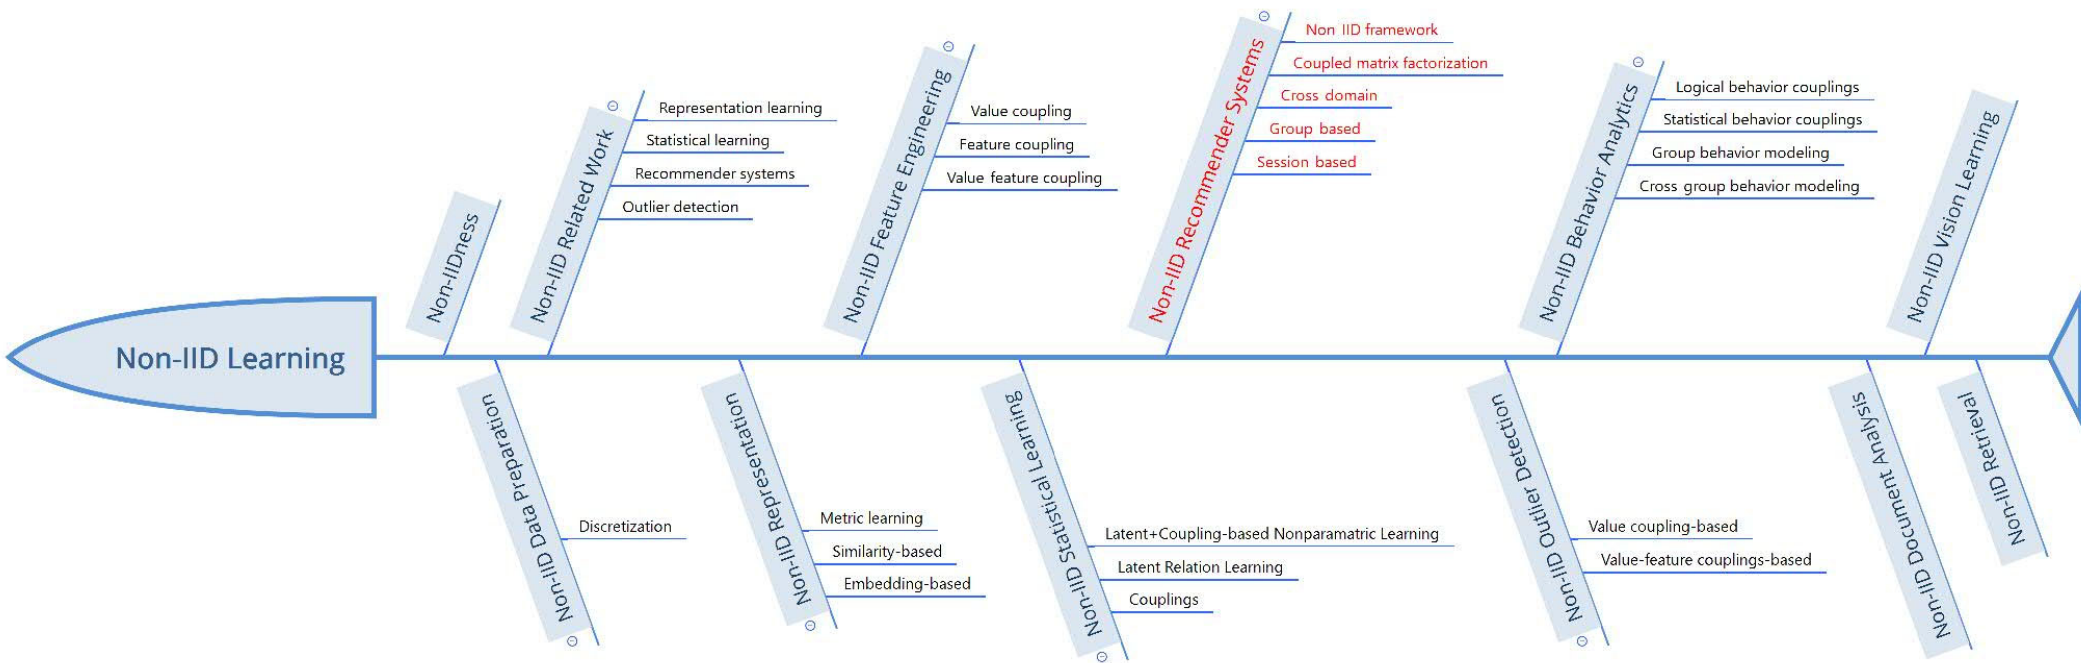 Non-IID Learning
Non-IIDness
Non-IID Related Work
Representation learning
Statistical learning
Recommender systems
Outlier detection
Non-IID Feature Engineering
Value coupling
Feature coupling
Value feature coupling
Non-IID Recommender Systems
Non IID framework
Coupled matrix factorization
Cross domain
Group based
Session based
Non-IID Behavior Analytics
Logical behavior couplings
Statistical behavior couplings
Group behavior modeling
Cross group behavior modeling
Non-IID Vision Learning
Non-IID Data Preparation
Discretization
Non-IID Representation
Metric learning
Similarity-based
Embedding-based
Non-IID Statistical Learning
Latent+Coupling-based Nonparamatric Learning
Latent Relation Learning
Couplings
Non-IID Outlier Detection
Value coupling-based
Value-feature couplings-based
Non-IID Document Analysis
Non-IID Retrieval